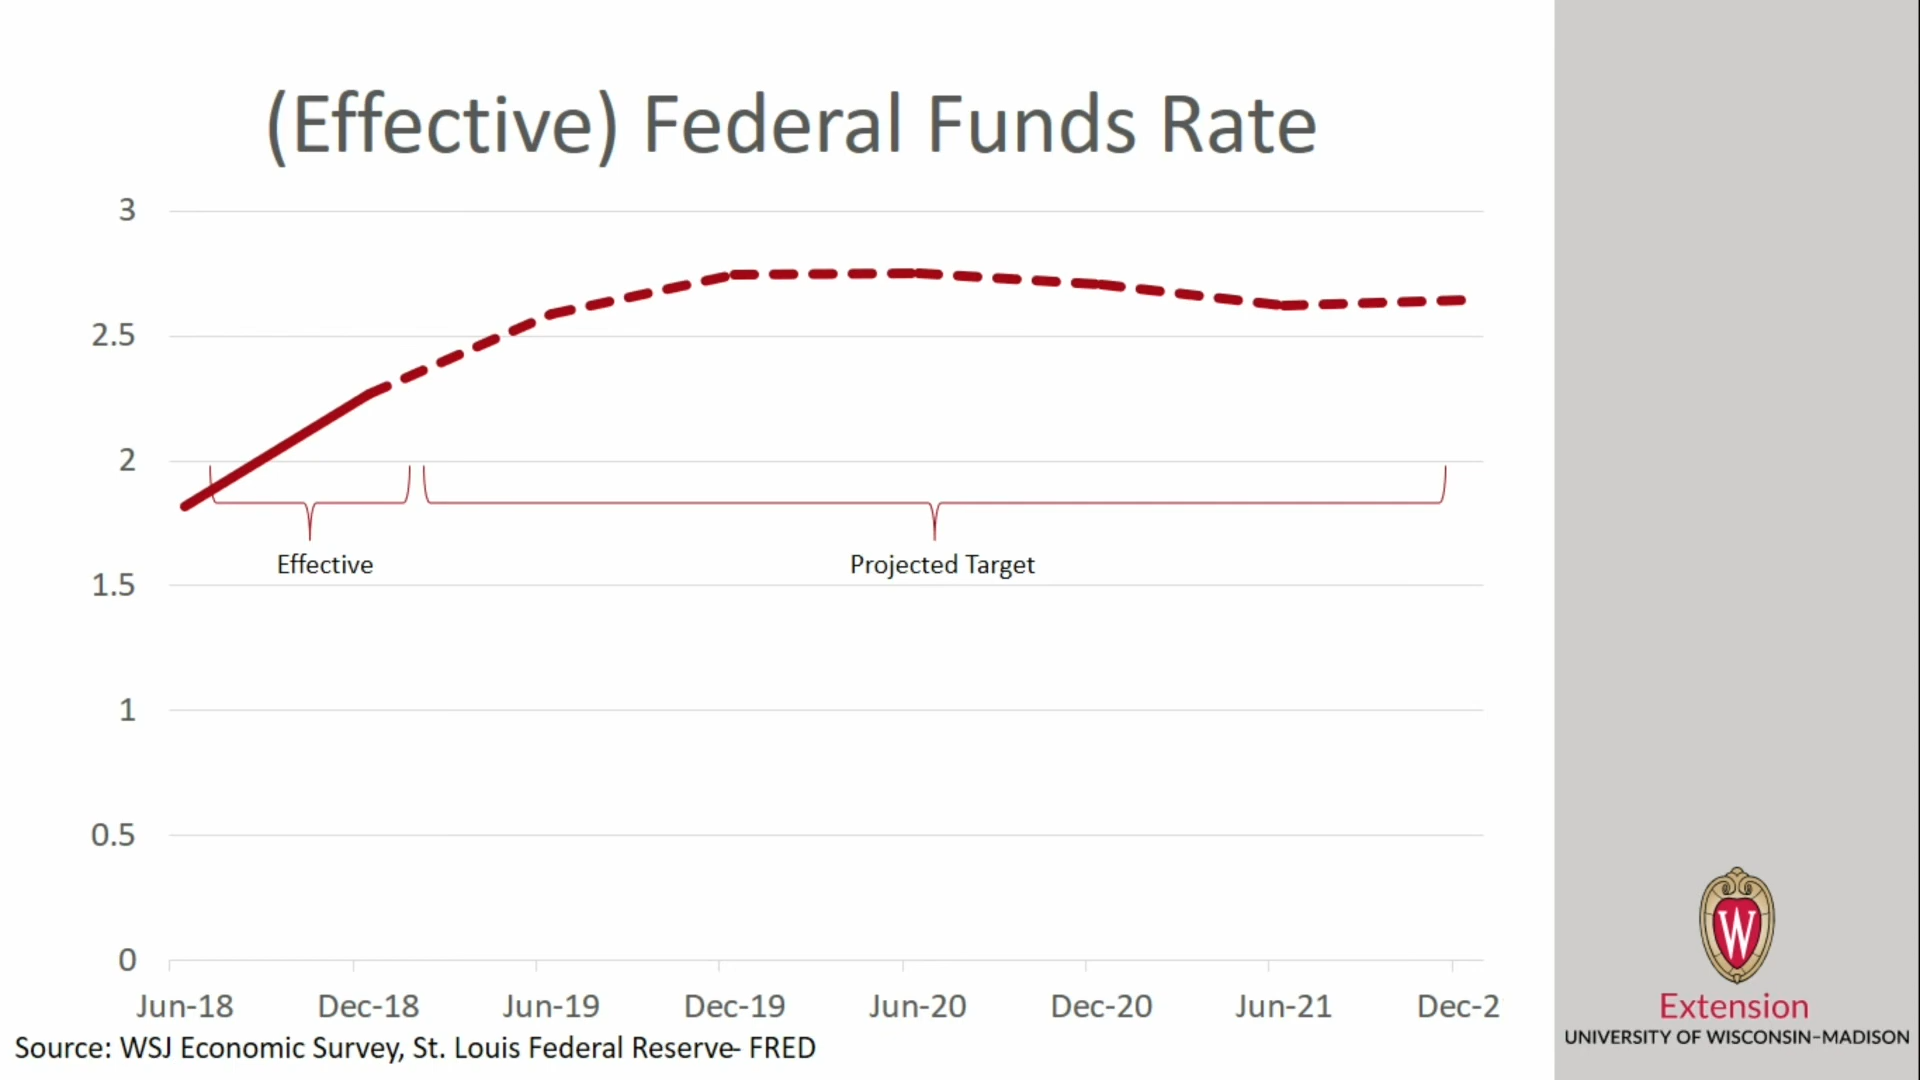 (Effective) Federal Funds Rate
3
2.5
2
1.5
1
0.5
0
Effective
Projected Target
Jun-18 Dec-18 Jun-19 Dec-19 Jun-20 Dec-20 Jun-21 Dec-2
Source: WSJ Economic Survey, St. Louis Federal Reserve- FRED
W
Extension
UNIVERSITY OF WISCONSIN–MADISON